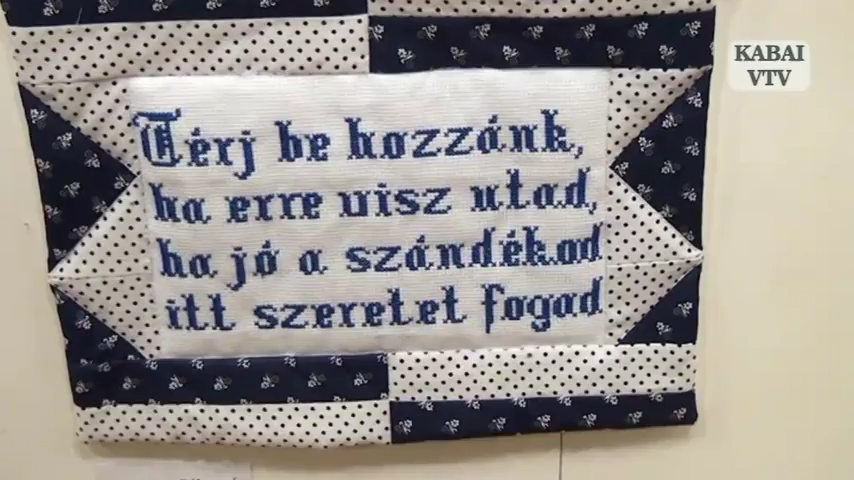 KABAI
VTV
Térj be hozzánk,
ha erre visz utad,
ha jó a szándékod
itt szeretet fogad